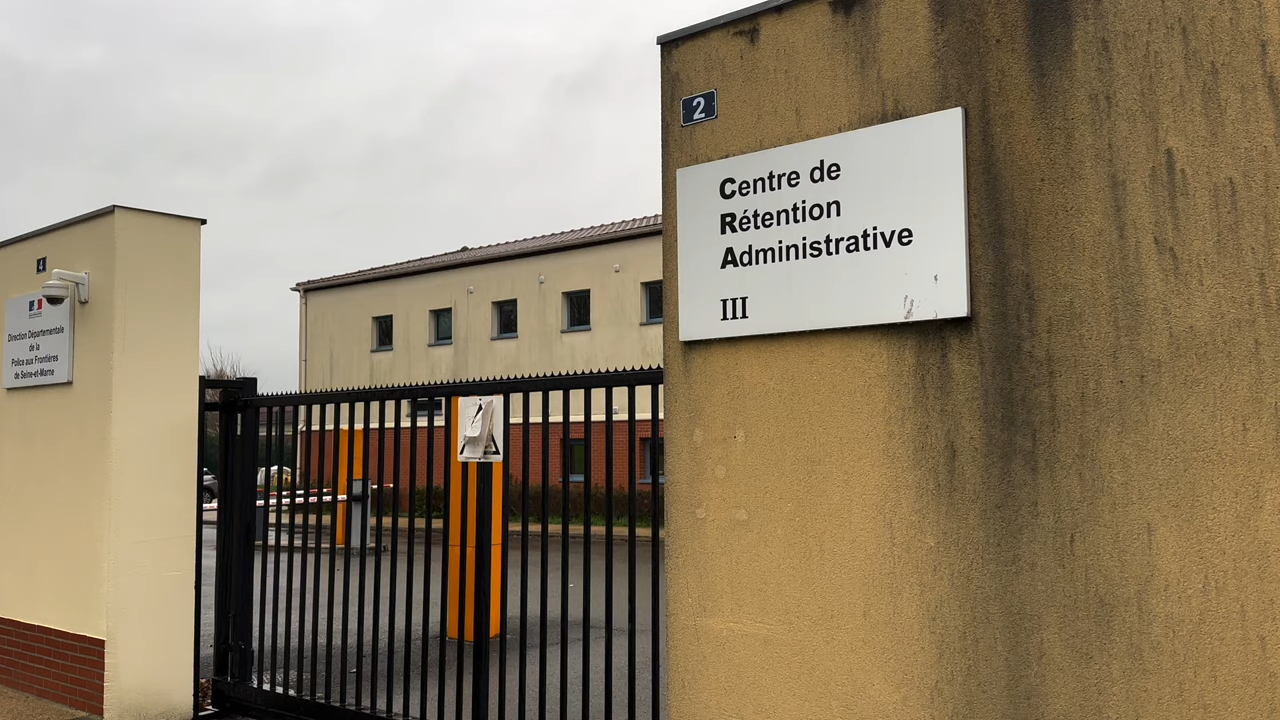 4
Direction Départementale
de la
Police aux Frontières
de Seine-et-Marne
2
Centre de
Rétention
Administrative
III